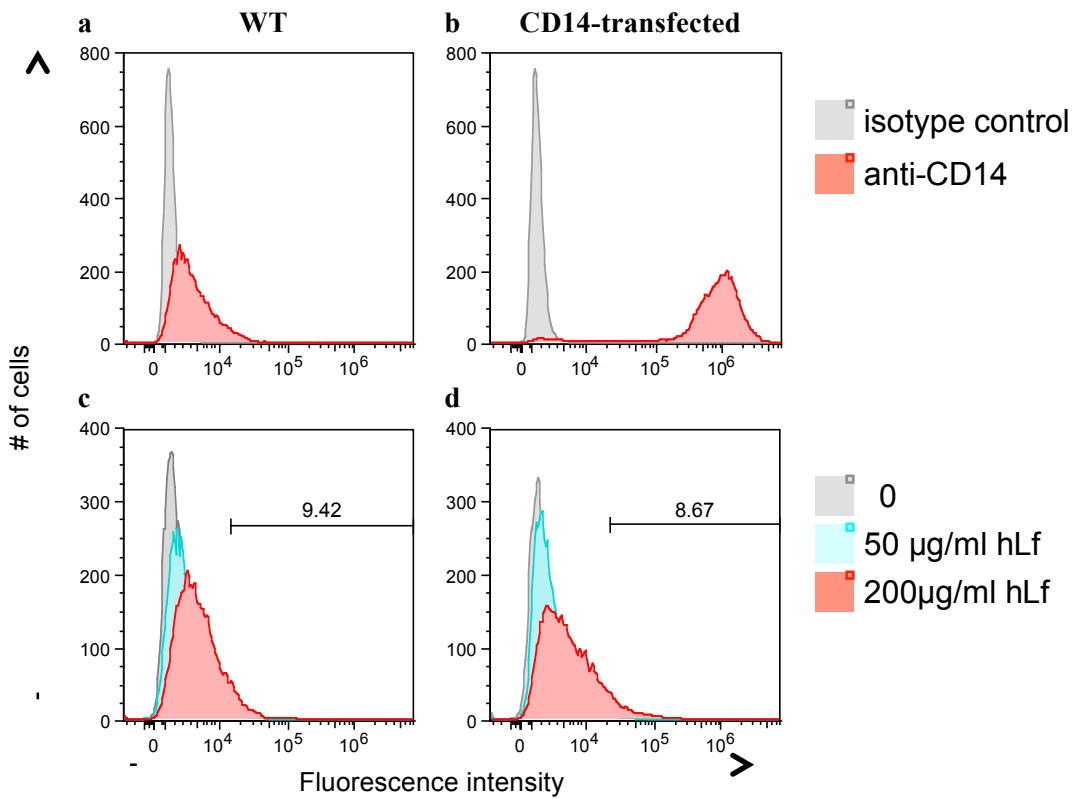 a WT
b CD14-transfected
800
600
400
200
0
0 10^4 10^5 10^6
800
600
400
200
0
0 10^4 10^5 10^6
isotype control
anti-CD14
# of cells
-
c
d
400
300
200
100
0
9.42
0 10^4 10^5 10^6
400
300
200
100
0
8.67
0 10^4 10^5 10^6
0
50 µg/ml hLf
200µg/ml hLf
-
Fluorescence intensity